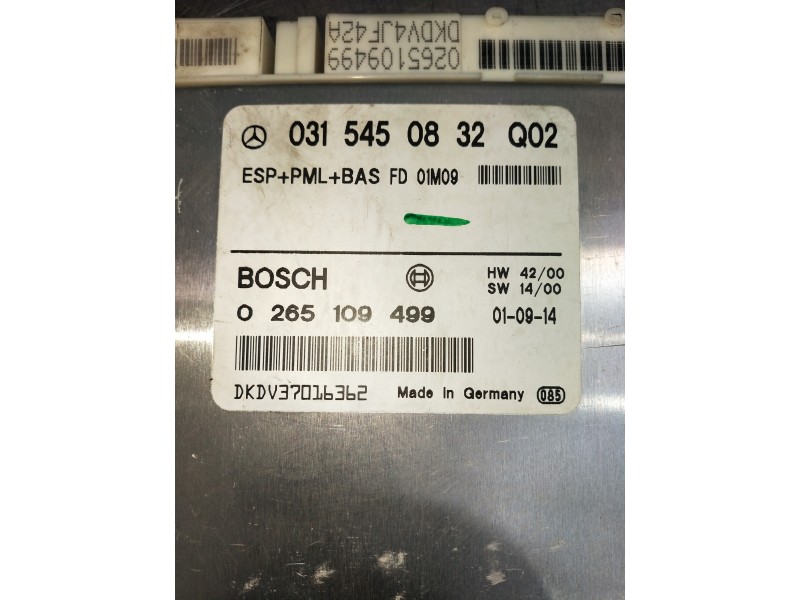 0265109499
DKDV4JF42A
031 545 08 32 Q02
ESP+PML+BAS FD 01M09
BOSCH
HW 42/00
SW 14/00
0 265 109 499
01-09-14
DKDV37016362
Made in Germany
085